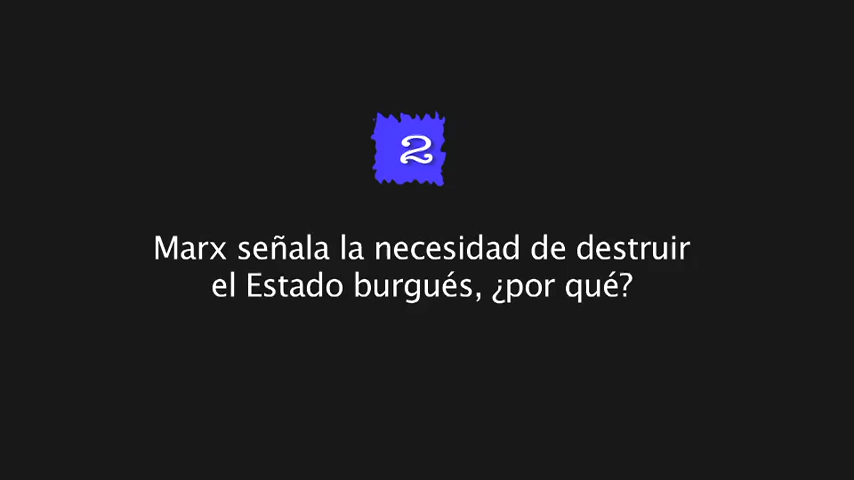 2
Marx señala la necesidad de destruir
el Estado burgués, ¿por qué?